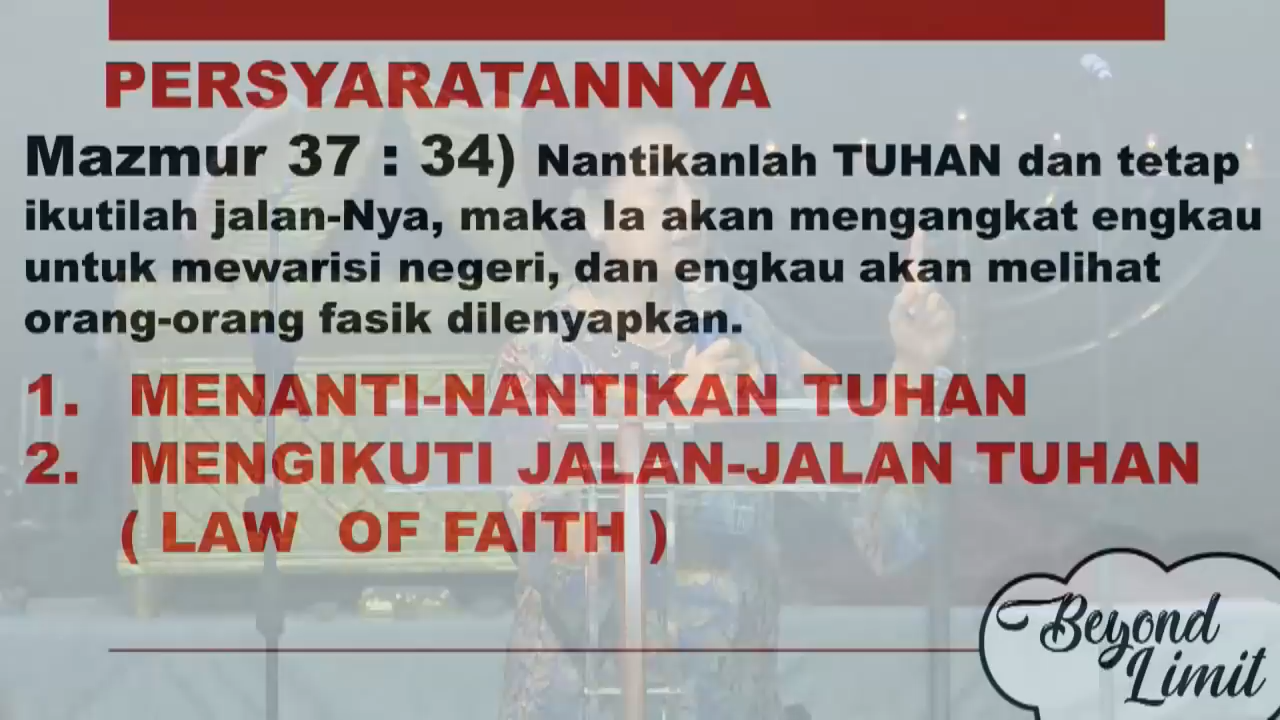 PERSYARATANNYA
Mazmur 37 : 34) Nantikanlah TUHAN dan tetap
ikutilah jalan-Nya, maka Ia akan mengangkat engkau
untuk mewarisi negeri, dan engkau akan melihat
orang-orang fasik dilenyapkan.
1. MENANTI-NANTIKAN TUHAN
2. MENGIKUTI JALAN-JALAN TUHAN
( LAW OF FAITH )
Beyond
Limit